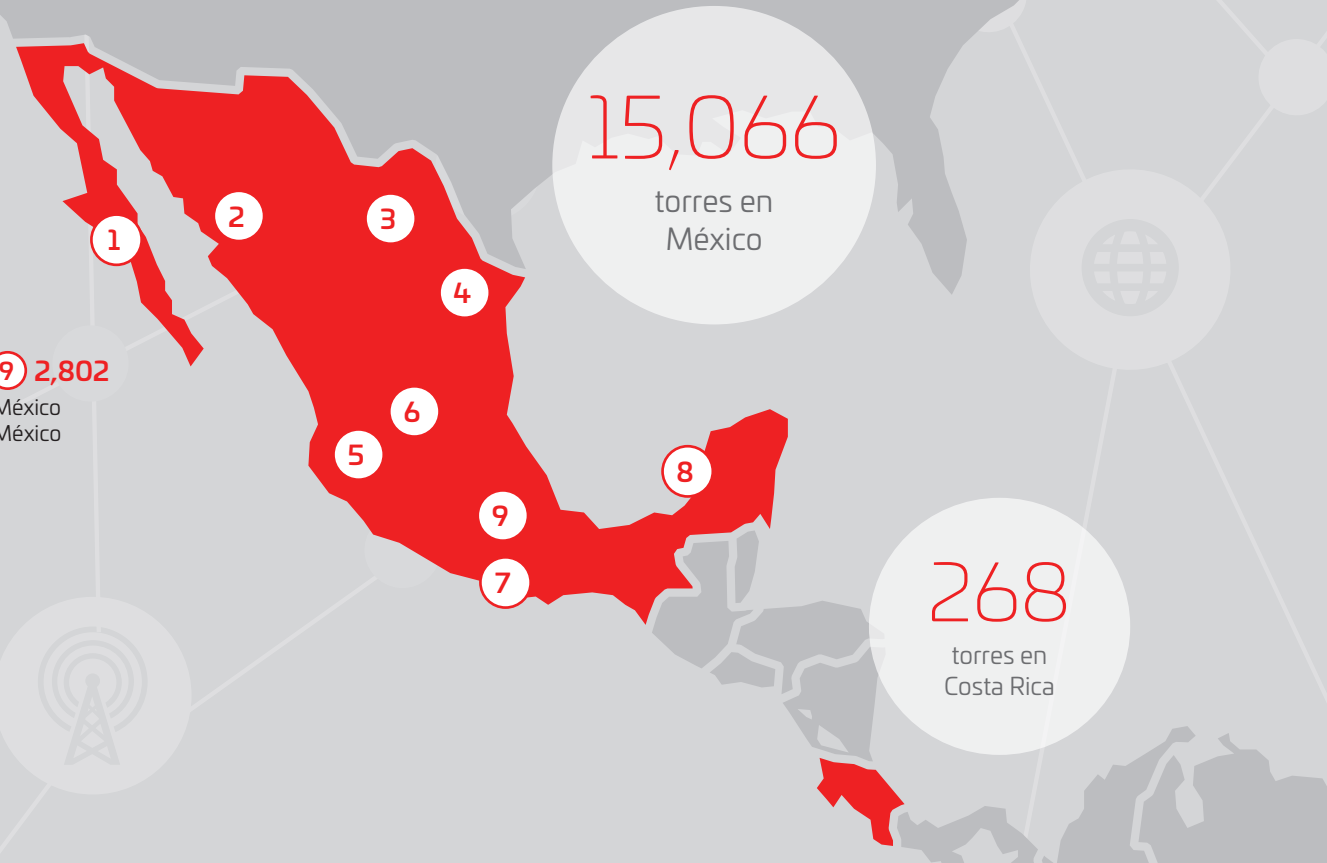 15,066
torres en
México
1
2
3
4
9 2,802
México
México
6
5
8
9
7
268
torres en
Costa Rica